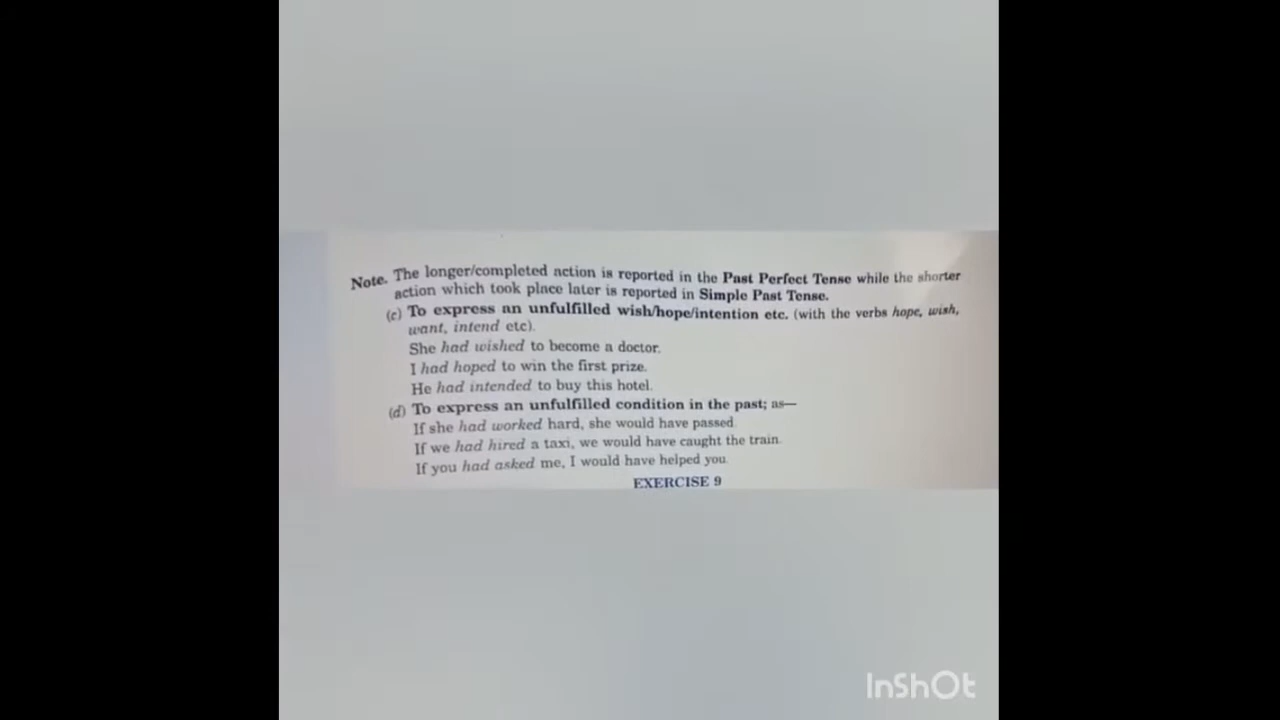 Note. The longer/completed action is reported in the Past Perfect Tense while the shorter
action which took place later is reported in Simple Past Tense.
(c) To express an unfulfilled wish/hope/intention etc. (with the verbs hope, wish,
want, intend etc).
She had wished to become a doctor.
I had hoped to win the first prize.
He had intended to buy this hotel.
(d) To express an unfulfilled condition in the past; as—
If she had worked hard, she would have passed.
If we had hired a taxi, we would have caught the train.
If you had asked me, I would have helped you.
EXERCISE 9
InShOt